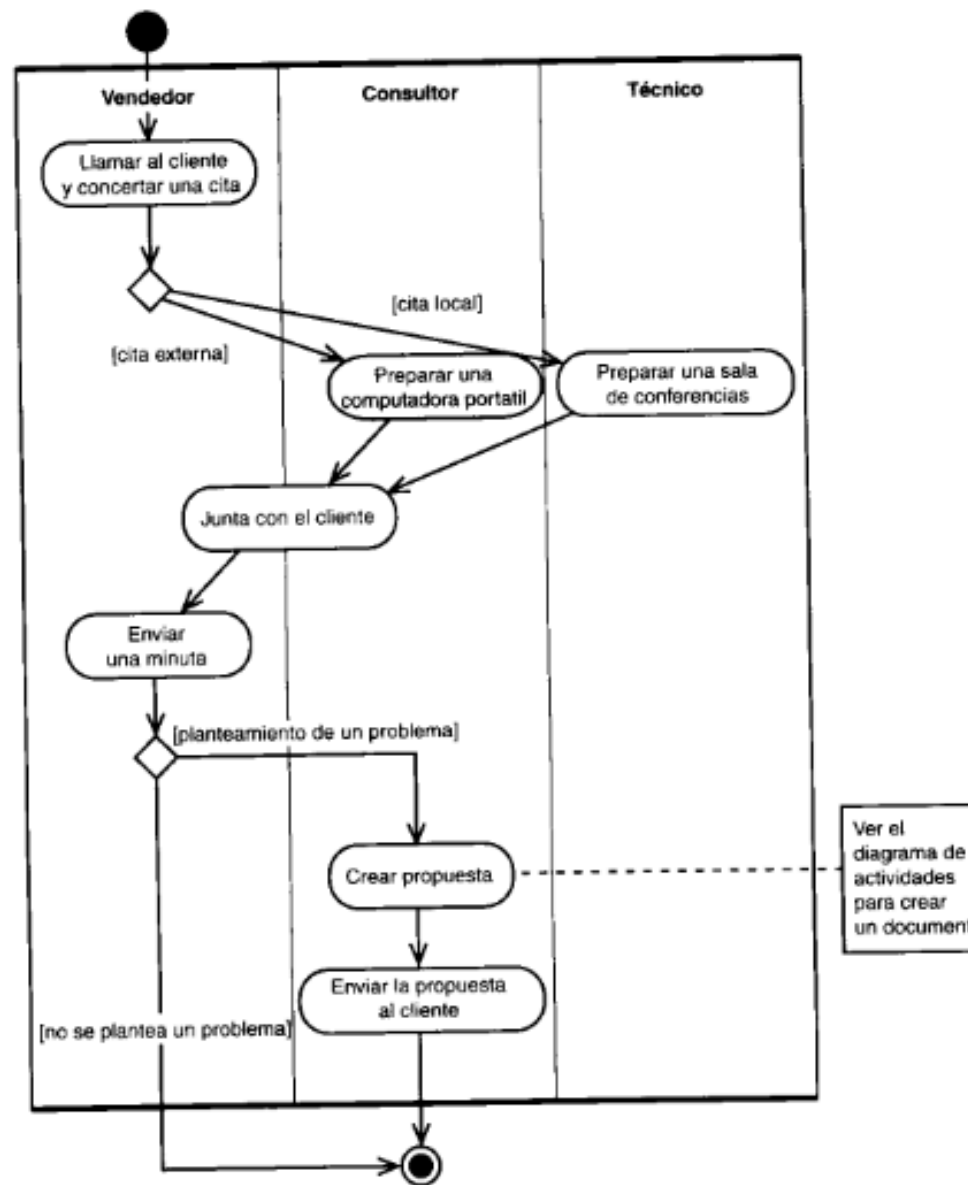 Vendedor
Consultor
Técnico
Llamar al cliente
y concertar una cita
[cita local]
[cita externa]
Preparar una
computadora portatil
Preparar una sala
de conferencias
Junta con el cliente
Enviar
una minuta
[planteamiento de un problema]
Ver el
diagrama de
actividades
para crear
un document
Crear propuesta
Enviar la propuesta
al cliente
[no se plantea un problema]